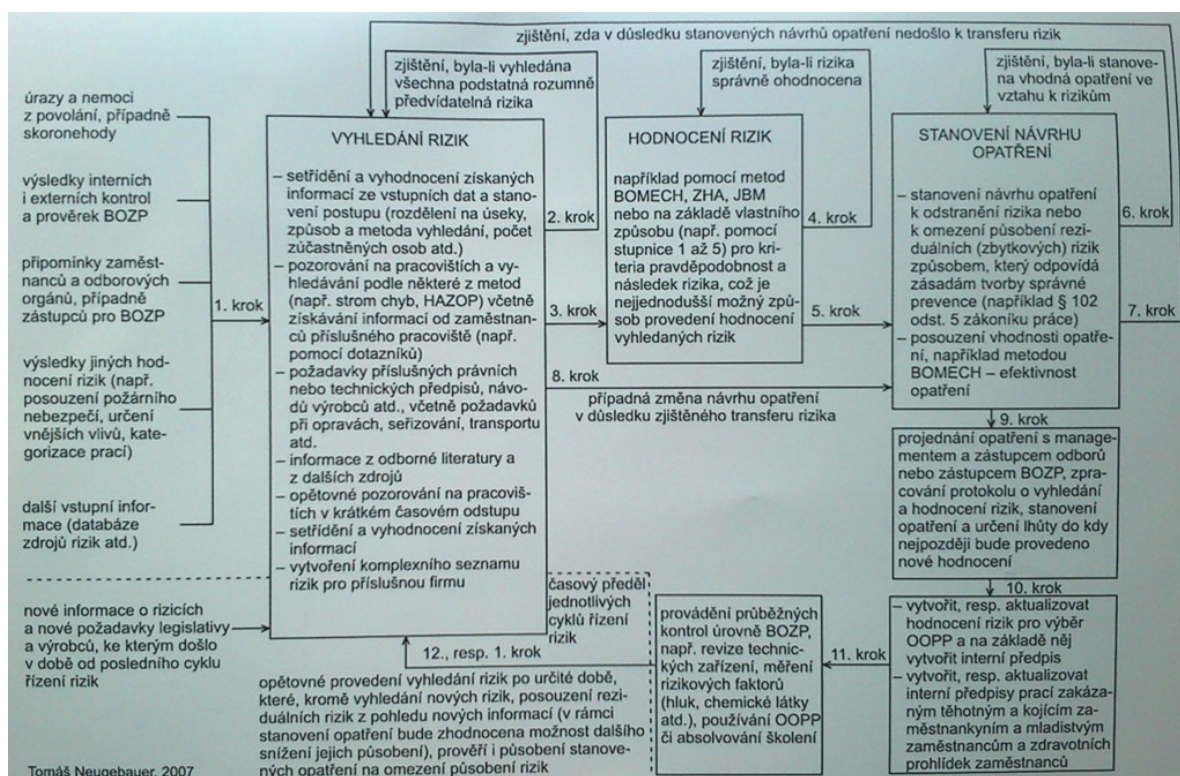 zjištění, zda v důsledku stanovených návrhů opatření nedošlo k transferu rizik
zjištění, byla-li vyhledána
všechna podstatná rozumně
předvídatelná rizika
zjištění, byla-li rizika
správně ohodnocena
zjištění, byla-li stanove-
na vhodná opatření ve
vztahu k rizikům
úrazy a nemoci
z povolání, případně
skoronehody
výsledky interních
i externích kontrol
a prověrek BOZP
připomínky zaměst-
nanců a odborových
orgánů, případně
zástupců pro BOZP
výsledky jiných hod-
nocení rizik (např.
posouzení požárního
nebezpečí, určení
vnějších vlivů, kate-
gorizace prací)
další vstupní infor-
mace (databáze
zdrojů rizik atd.)
nové informace o rizicích
a nové požadavky legislativy
a výrobců, ke kterým došlo
v době od posledního cyklu
řízení rizik
1. krok
VYHLEDÁNÍ RIZIK
– setřídění a vyhodnocení získaných
informací ze vstupních dat a stano-
vení postupu (rozdělení na úseky,
způsob a metoda vyhledání, počet
zúčastněných osob atd.)
– pozorování na pracovištích a vy-
hledávání podle některé z metod
(např. strom chyb, HAZOP) včetně
získávání informací od zaměstnan-
ců příslušného pracoviště (např.
pomocí dotazníků)
– požadavky příslušných právních
nebo technických předpisů, návo-
dů výrobců atd., včetně požadavků
při opravách, seřizování, transportu
atd.
– informace z odborné literatury a
z dalších zdrojů
– opětovné pozorování na pracoviš-
tích v krátkém časovém odstupu
– setřídění a vyhodnocení získaných
informací
– vytvoření komplexního seznamu
rizik pro příslušnou firmu
2. krok
3. krok
HODNOCENÍ RIZIK
například pomocí metod
BOMECH, ZHA, JBM
nebo na základě vlastního
způsobu (např. pomocí
stupnice 1 až 5) pro kri-
teria pravděpodobnost a
následek rizika, což je
nejjednodušší možný způ-
sob provedení hodnocení
vyhledaných rizik
4. krok
5. krok
STANOVENÍ NÁVRHU
OPATŘENÍ
– stanovení návrhu opatření
k odstranění rizika nebo
k omezení působení rezi-
duálních (zbytkových) rizik
způsobem, který odpovídá
zásadám tvorby správné
prevence (například § 102
odst. 5 zákoníku práce)
– posouzení vhodnosti opatře-
ní, například metodou
BOMECH – efektivnost
opatření
6. krok
7. krok
8. krok
případná změna návrhu opatření
v důsledku zjištěného transferu rizika
9. krok
projednání opatření s manage-
mentem a zástupcem odborů
nebo zástupcem BOZP, zpra-
cování protokolu o vyhledání
a hodnocení rizik, stanovení
opatření a určení lhůty do kdy
nejpozději bude provedeno
nové hodnocení
10. krok
– vytvořit, resp. aktualizovat
hodnocení rizik pro výběr
OOPP a na základě něj
vytvořit interní předpis
– vytvořit, resp. aktualizovat
interní předpisy prací zakáza-
ným těhotným a kojícím za-
městnankyním a mladistvým
zaměstnancům a zdravotních
prohlídek zaměstnanců
11. krok
provádění průběžných
kontrol úrovně BOZP,
např. revize technic-
kých zařízení, měření
rizikových faktorů
(hluk, chemické látky
atd.), používání OOPP
či absolvování školení
časový předěl
jednotlivých
cyklů řízení
rizik
12., resp. 1. krok
opětovné provedení vyhledání rizik po určité době,
které, kromě vyhledání nových rizik, posouzení rezi-
duálních rizik z pohledu nových informací (v rámci
stanovení opatření bude zhodnocena možnost dalšího
snížení jejich působení), prověří i působení stanove-
ných opatření na omezení působení rizik
Tomáš Neugebauer, 2007